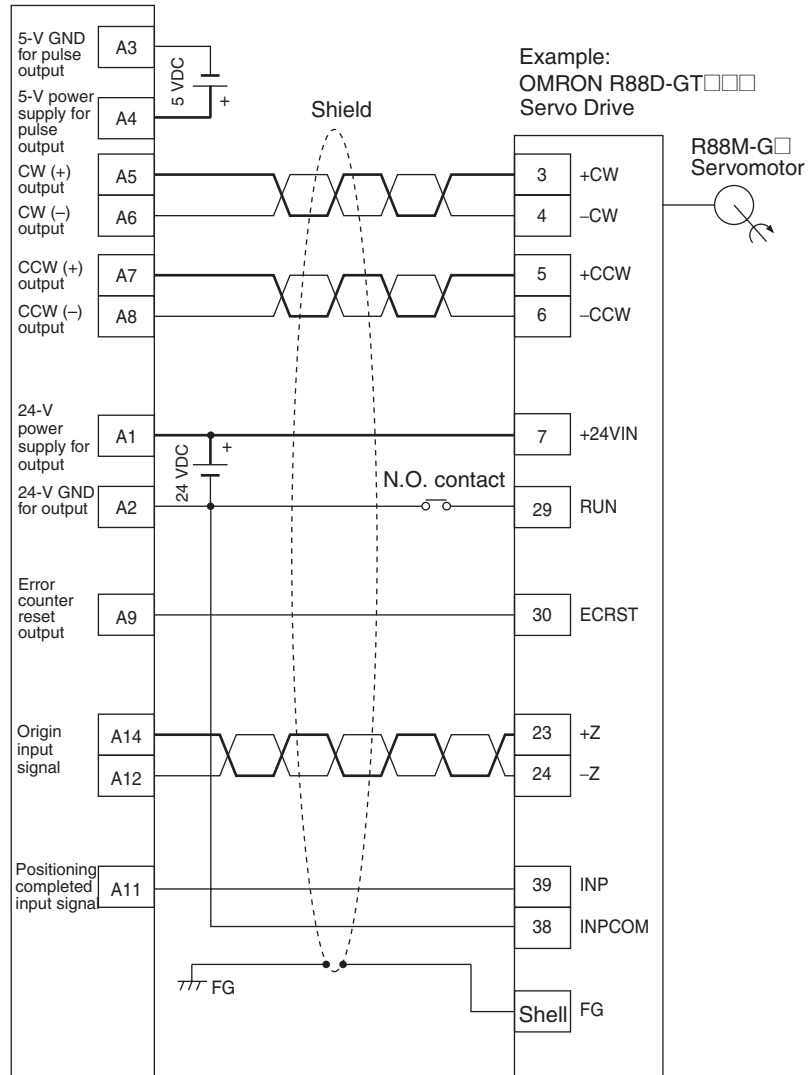 5-V GND
for pulse
output
A3
5 VDC
+
5-V power
supply for
pulse
output
A4
Shield
Example:
OMRON R88D-GT□□□
Servo Drive
R88M-G□
Servomotor
CW (+)
output
A5
3
+CW
CW (–)
output
A6
4
–CW
CCW (+)
output
A7
5
+CCW
CCW (–)
output
A8
6
–CCW
24-V
power
supply for
output
A1
+
24 VDC
7
+24VIN
24-V GND
for output
A2
N.O. contact
29
RUN
Error
counter
reset
output
A9
30
ECRST
Origin
input
signal
A14
23
+Z
A12
24
–Z
Positioning
completed
input signal
A11
39
INP
38
INPCOM
FG
Shell
FG